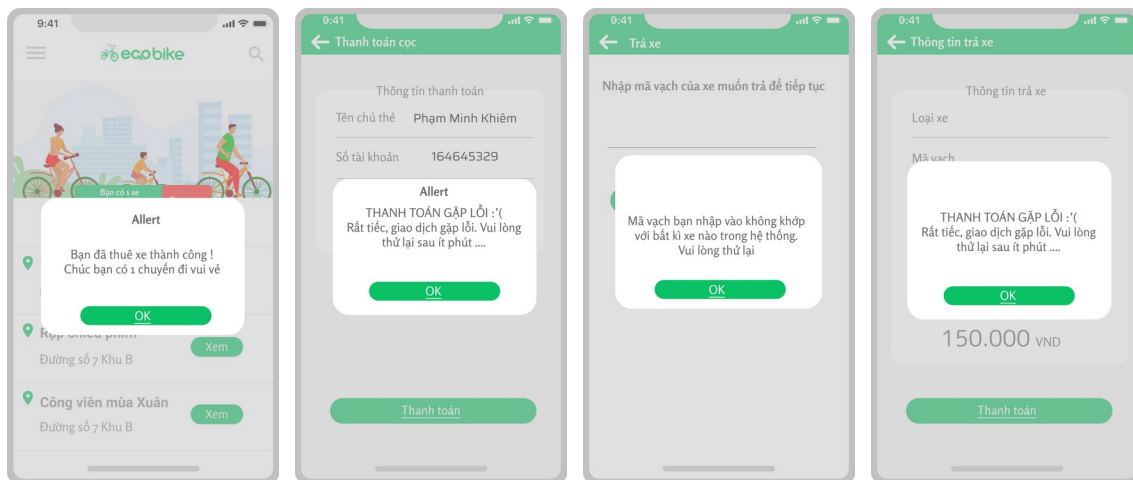 9:41
ecobike
Bạn có 1 xe
Allert
Bạn đã thuê xe thành công !
Chúc bạn có 1 chuyến đi vui vẻ
OK
Rạp chiếu phim
Đường số 7 Khu B
Xem
Công viên mùa Xuân
Đường số 7 Khu B
Xem
9:41
Thanh toán cọc
Thông tin thanh toán
Tên chủ thẻ Phạm Minh Khiêm
Số tài khoản 164645329
Allert
THANH TOÁN GẶP LỖI :'(
Rất tiếc, giao dịch gặp lỗi. Vui lòng
thử lại sau ít phút ....
OK
Thanh toán
9:41
Trả xe
Nhập mã vạch của xe muốn trả để tiếp tục
Mã vạch bạn nhập vào không khớp
với bất kì xe nào trong hệ thống.
Vui lòng thử lại
OK
9:41
Thông tin trả xe
Thông tin trả xe
Loại xe
Mã vạch
THANH TOÁN GẶP LỖI :'(
Rất tiếc, giao dịch gặp lỗi. Vui lòng
thử lại sau ít phút ....
OK
150.000 VND
Thanh toán